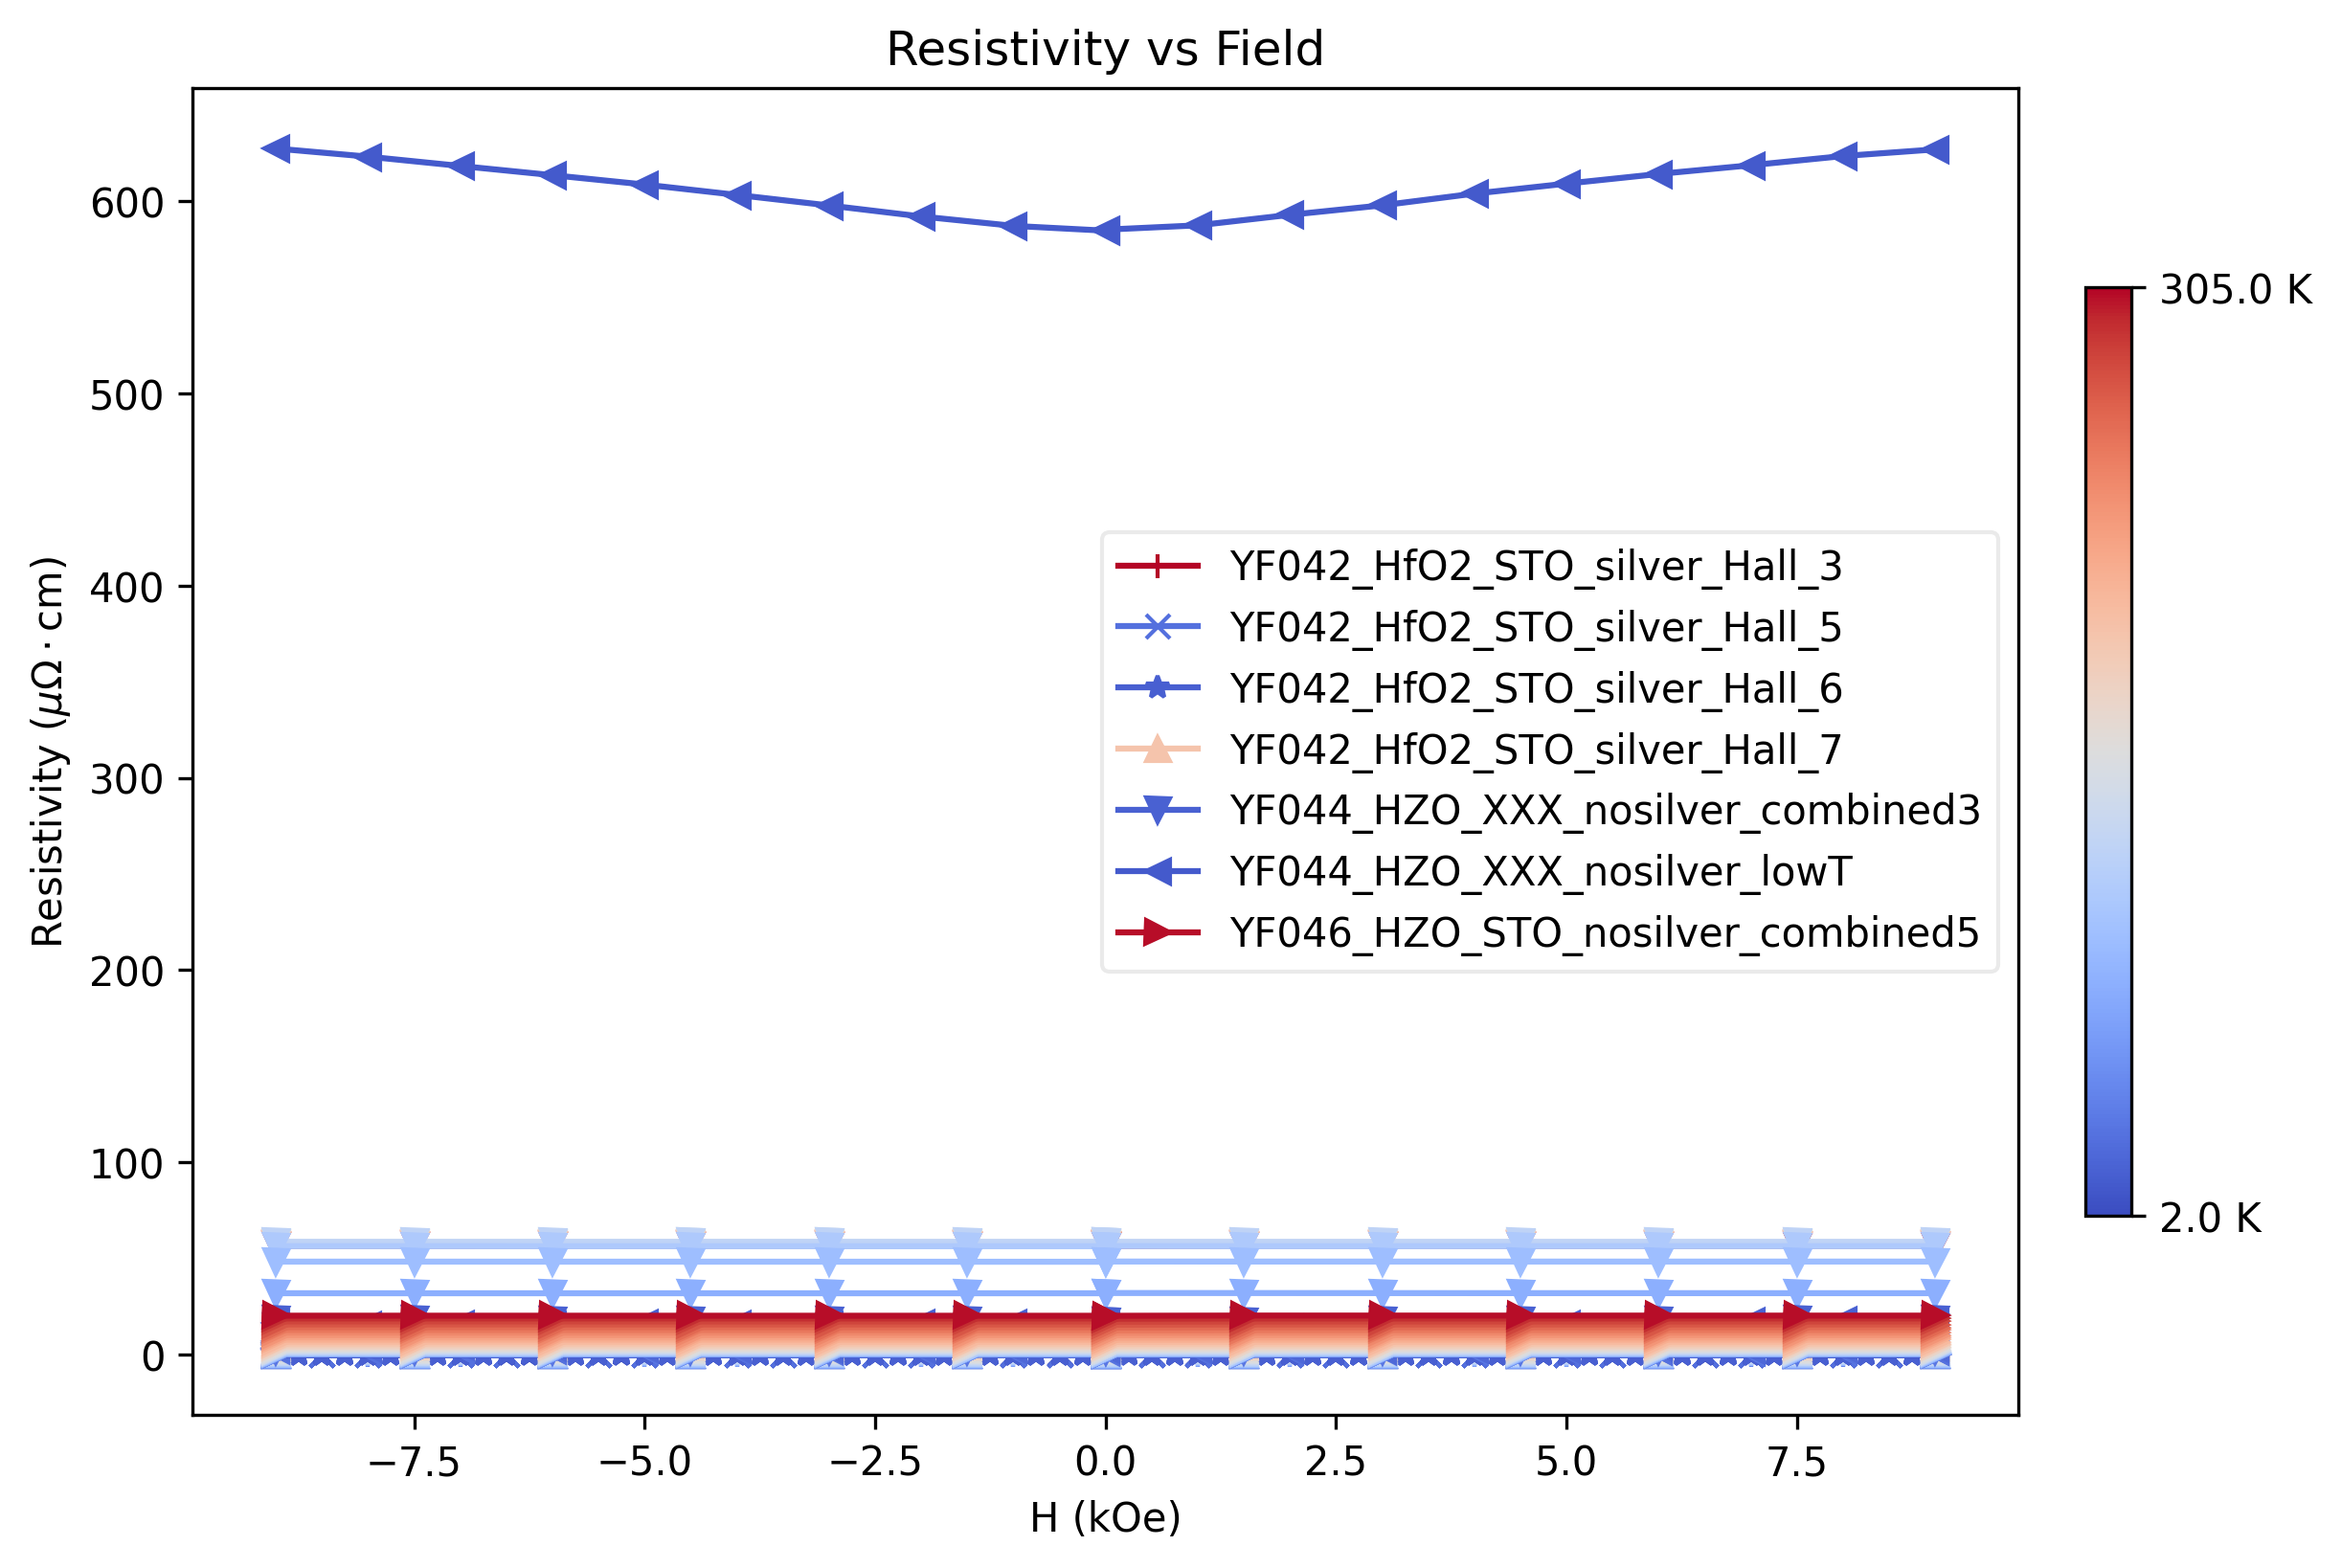 Resistivity vs Field
Resistivity (μΩ · cm)
600
500
400
300
200
100
0
−7.5
−5.0
−2.5
0.0
2.5
5.0
7.5
H (kOe)
YF042_HfO2_STO_silver_Hall_3
YF042_HfO2_STO_silver_Hall_5
YF042_HfO2_STO_silver_Hall_6
YF042_HfO2_STO_silver_Hall_7
YF044_HZO_XXX_nosilver_combined3
YF044_HZO_XXX_nosilver_lowT
YF046_HZO_STO_nosilver_combined5
305.0 K
2.0 K